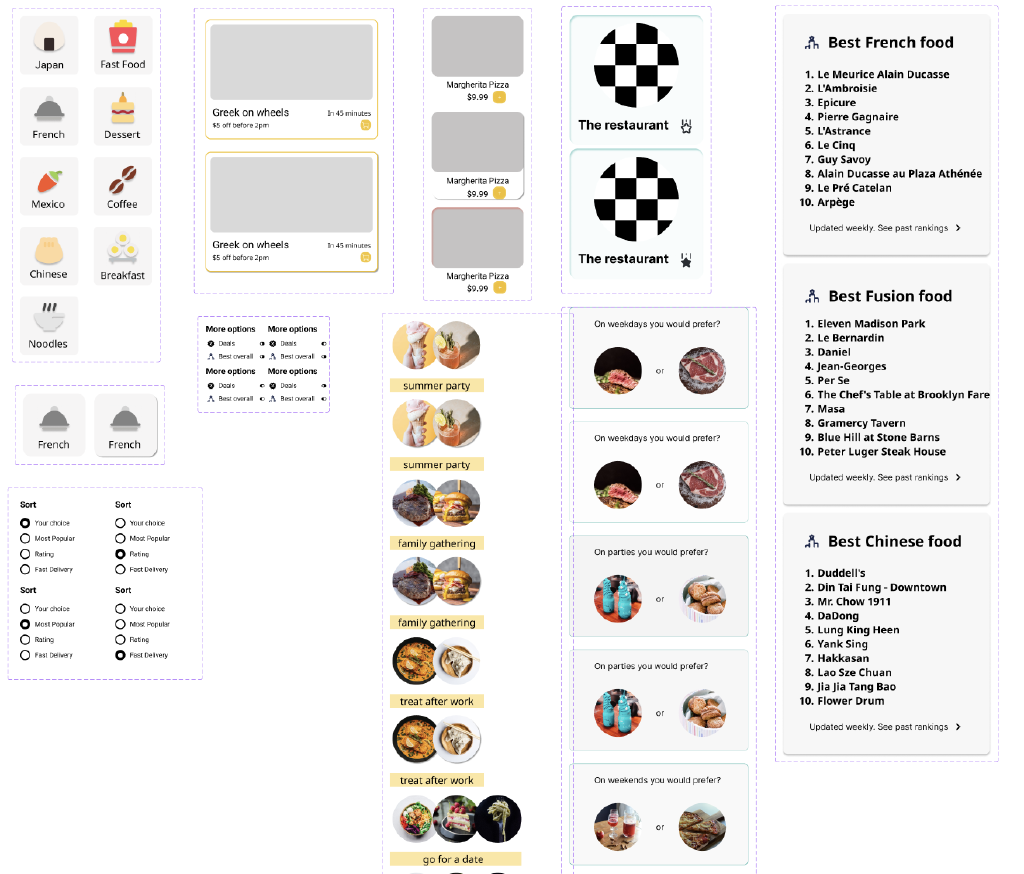 Japan
Fast Food
French
Dessert
Mexico
Coffee
Chinese
Breakfast
Noodles
French
French
Sort
Your choice
Most Popular
Rating
Fast Delivery
Sort
Your choice
Most Popular
Rating
Fast Delivery
Sort
Your choice
Most Popular
Rating
Fast Delivery
Sort
Your choice
Most Popular
Rating
Fast Delivery
Greek on wheels
In 45 minutes
$5 off before 2pm
Greek on wheels
In 45 minutes
$5 off before 2pm
More options
Deals
Best overall
More options
Deals
Best overall
More options
Deals
Best overall
More options
Deals
Best overall
Margherita Pizza
$9.99
Margherita Pizza
$9.99
Margherita Pizza
$9.99
summer party
summer party
family gathering
family gathering
treat after work
treat after work
go for a date
The restaurant
The restaurant
On weekdays you would prefer?
or
On weekdays you would prefer?
or
On parties you would prefer?
or
On parties you would prefer?
or
On weekends you would prefer?
or
Best French food
1. Le Meurice Alain Ducasse
2. L'Ambroisie
3. Epicure
4. Pierre Gagnaire
5. L'Astrance
6. Le Cinq
7. Guy Savoy
8. Alain Ducasse au Plaza Athénée
9. Le Pré Catelan
10. Arpège
Updated weekly. See past rankings
Best Fusion food
1. Eleven Madison Park
2. Le Bernardin
3. Daniel
4. Jean-Georges
5. Per Se
6. The Chef's Table at Brooklyn Fare
7. Masa
8. Gramercy Tavern
9. Blue Hill at Stone Barns
10. Peter Luger Steak House
Updated weekly. See past rankings
Best Chinese food
1. Duddell's
2. Din Tai Fung - Downtown
3. Mr. Chow 1911
4. DaDong
5. Lung King Heen
6. Yank Sing
7. Hakkasan
8. Lao Sze Chuan
9. Jia Jia Tang Bao
10. Flower Drum
Updated weekly. See past rankings